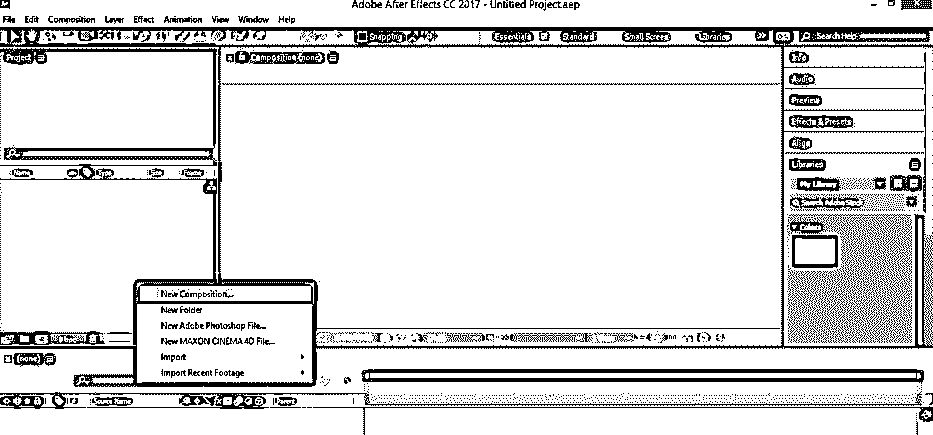 Adobe After Effects CC 2017 - Untitled Project.aep
File Edit Composition Layer Effect Animation View Window Help
Snapping Essentials Standard Small Screen Libraries Search Help
Project
Composition (none)
Audio
Preview
Effects & Presets
Align
Libraries
My Library
Name Type Size Frame
New Composition...
New Folder
New Adobe Photoshop File...
New MAXON CINEMA 4D File...
Import
Import Recent Footage
(none)
Source Name